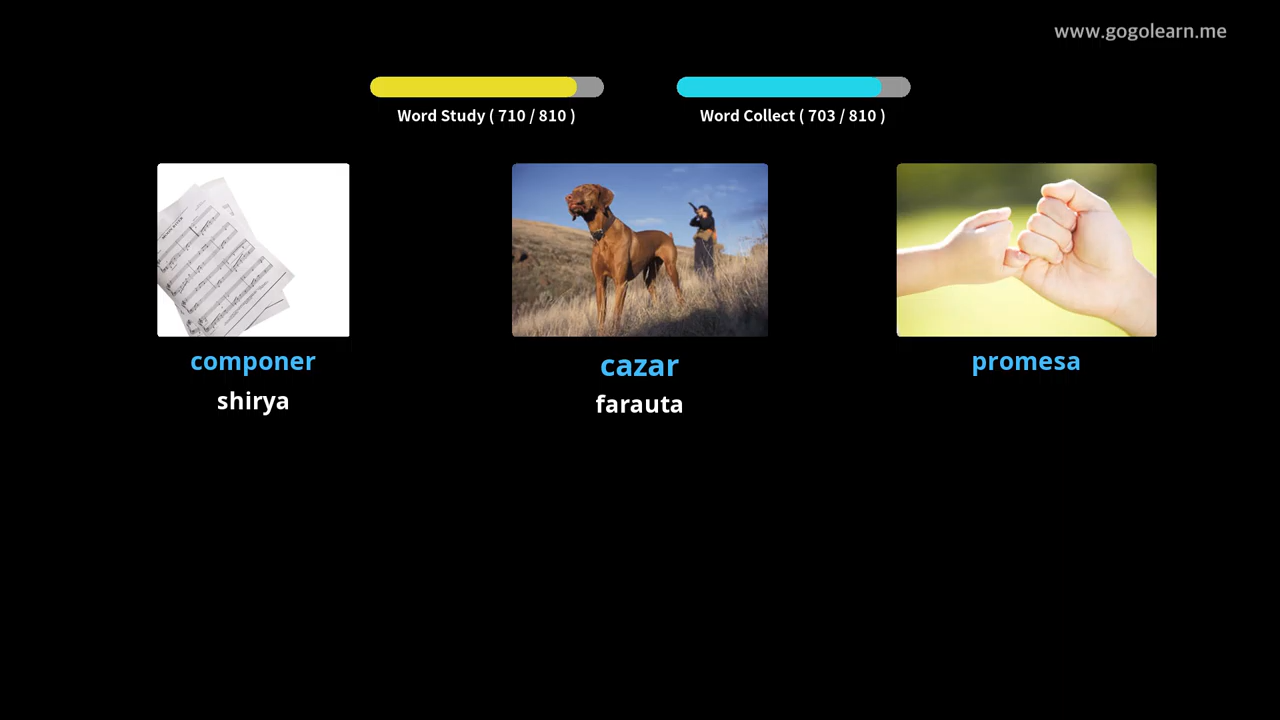 www.gogolearn.me
Word Study ( 710 / 810 )
Word Collect ( 703 / 810 )
componer
cazar
promesa
shirya
farauta